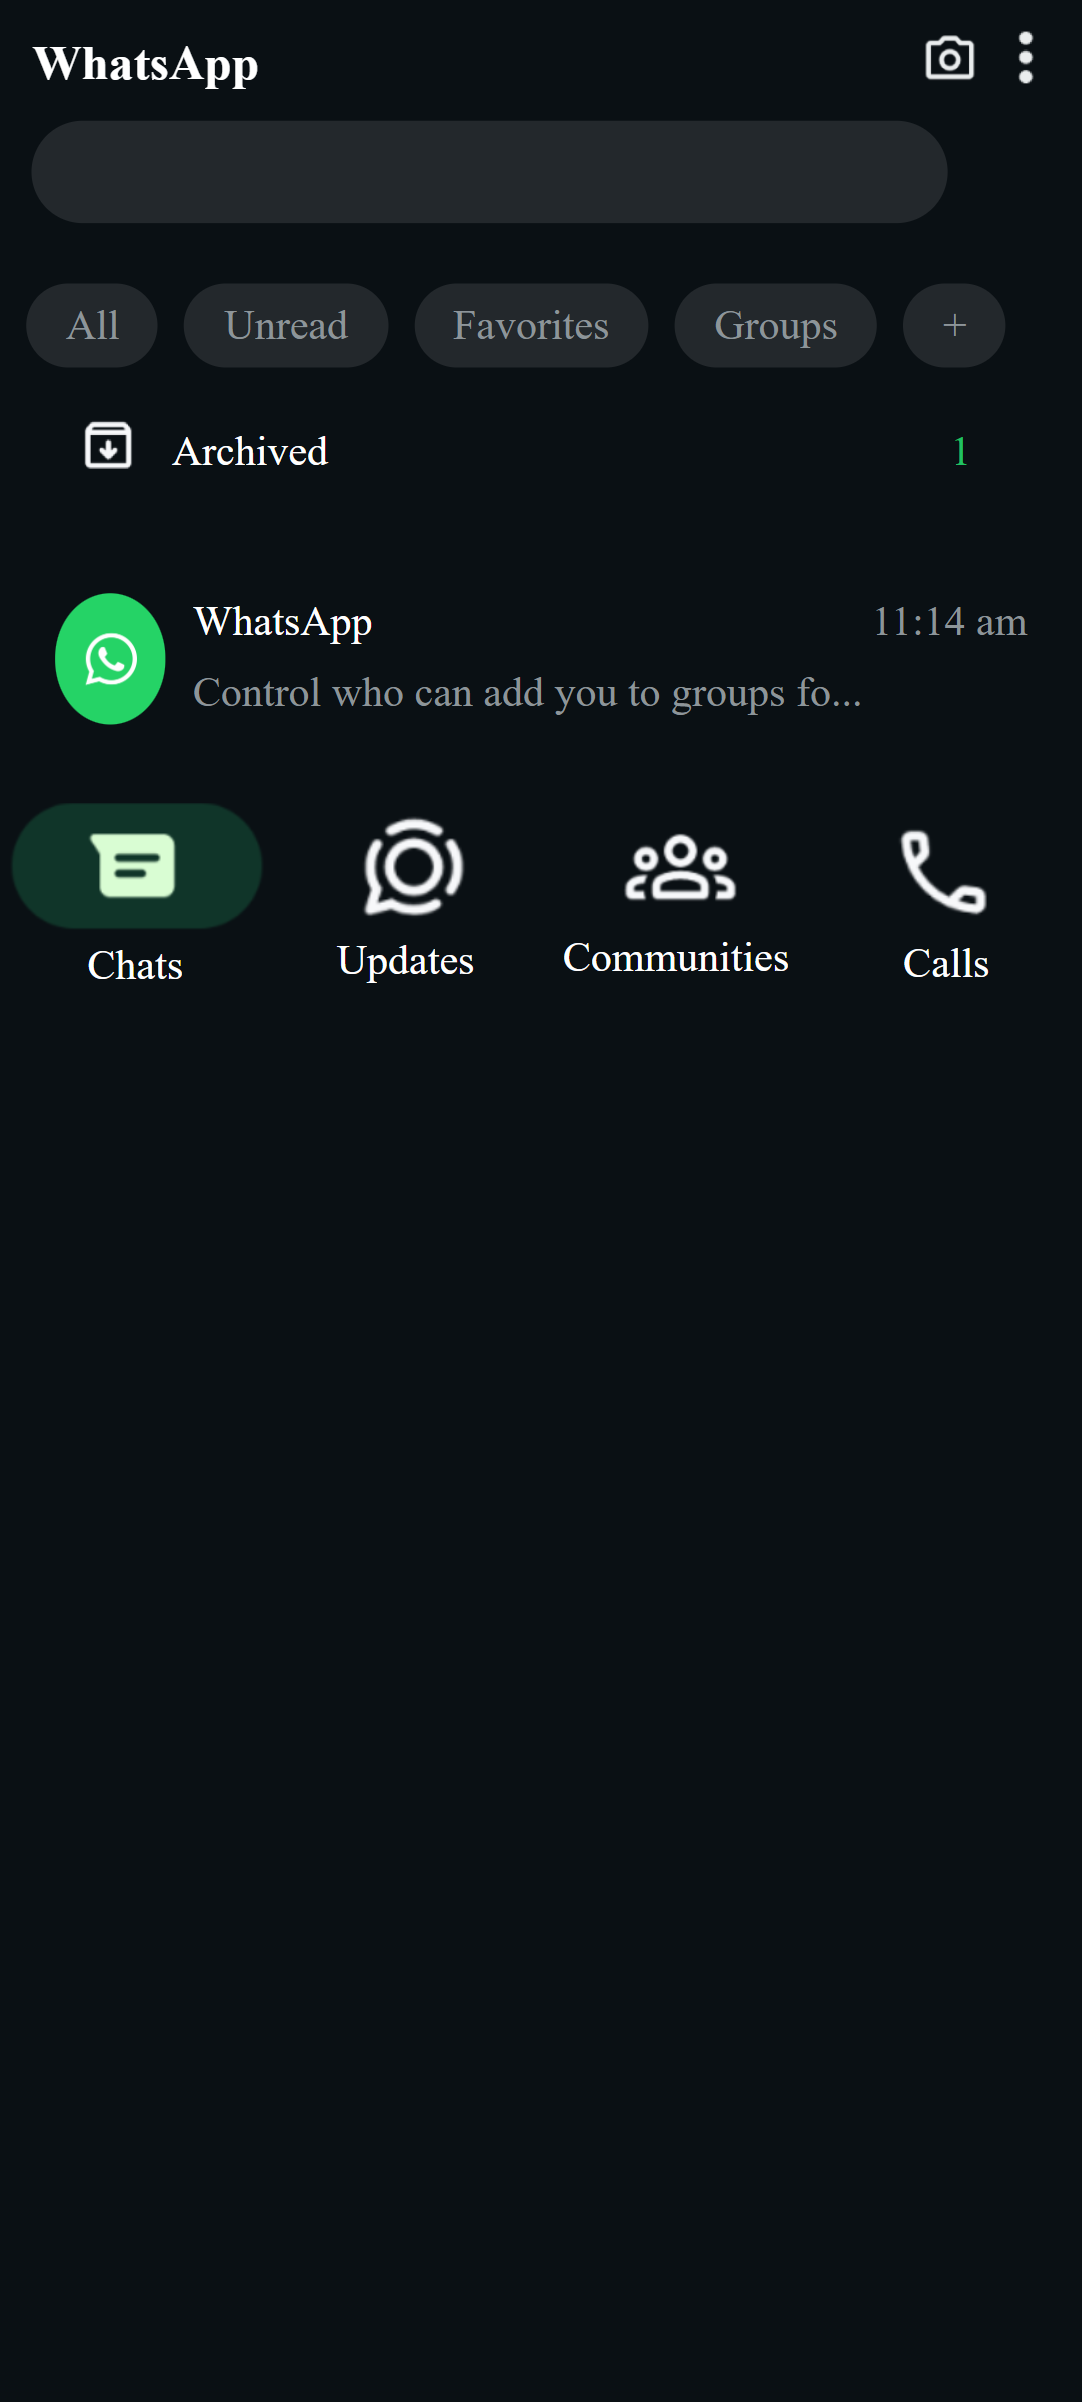 WhatsApp
All Unread Favorites Groups +
Archived 1
WhatsApp 11:14 am
Control who can add you to groups fo...
Chats Updates Communities Calls